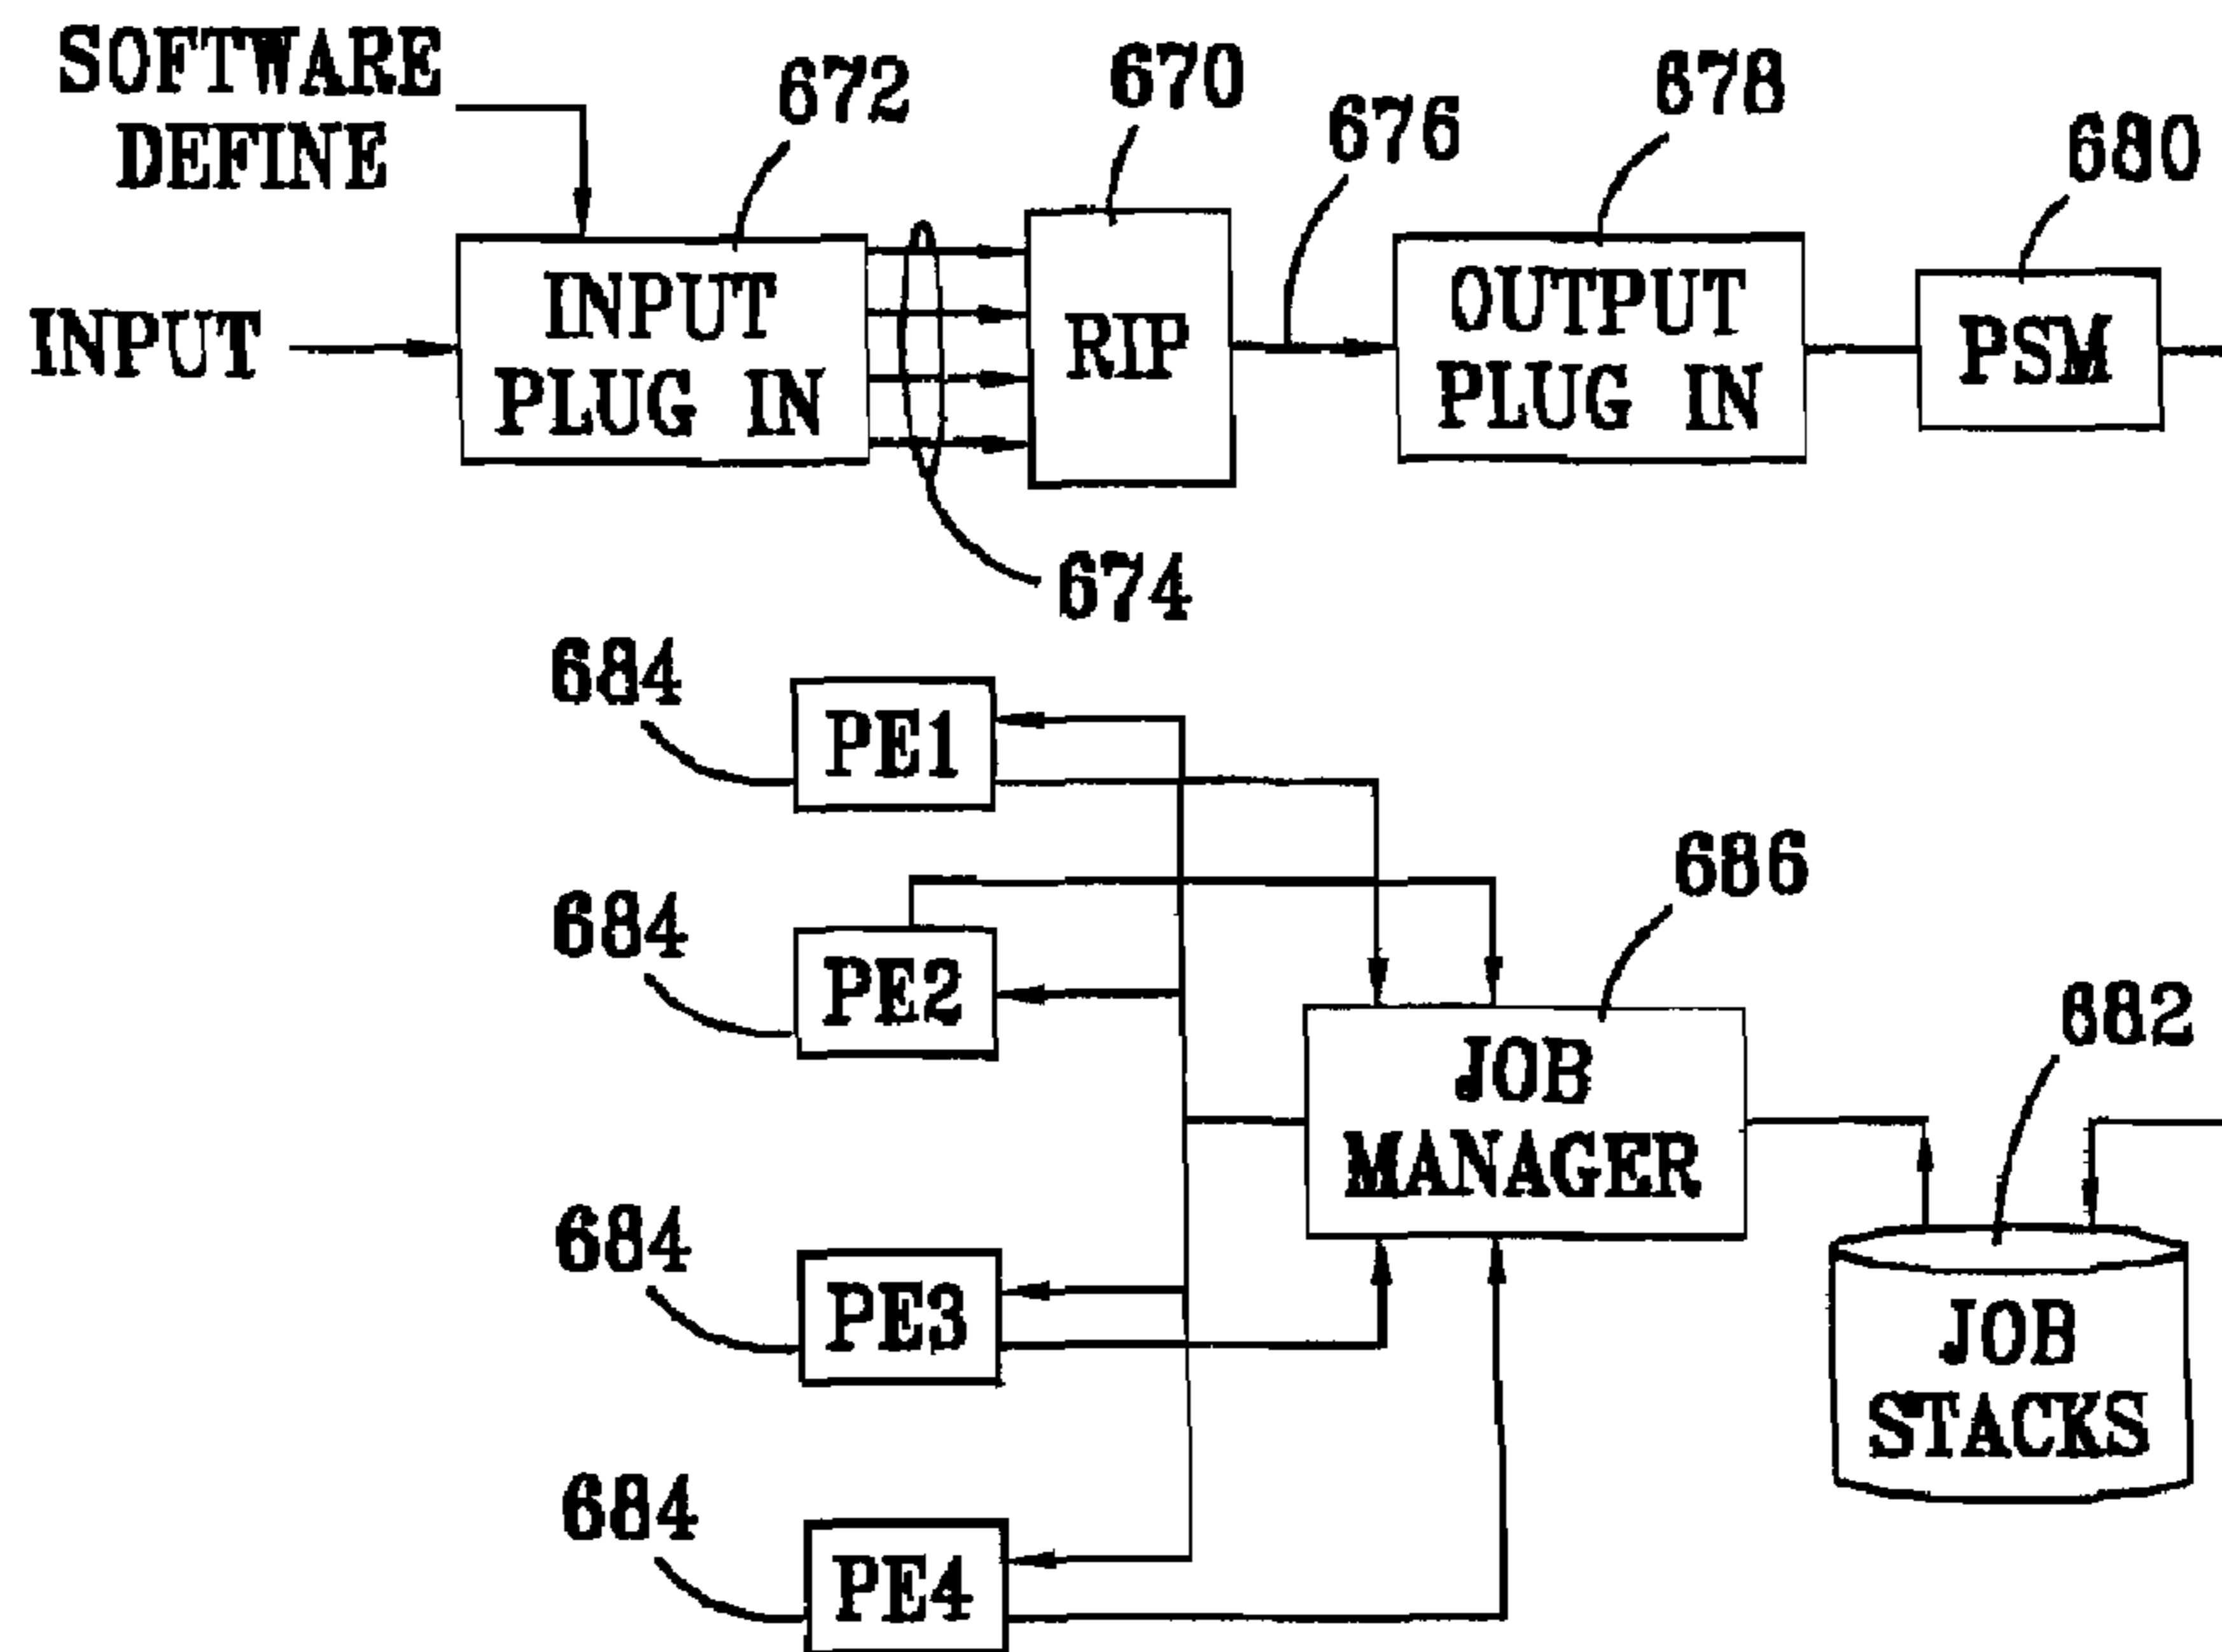 SOFTWARE
DEFINE
672
670
676
678
680
INPUT
INPUT
PLUG IN
RIP
OUTPUT
PLUG IN
PSM
674
684
PE1
684
PE2
686
JOB
MANAGER
682
684
PE3
JOB
STACKS
684
PE4